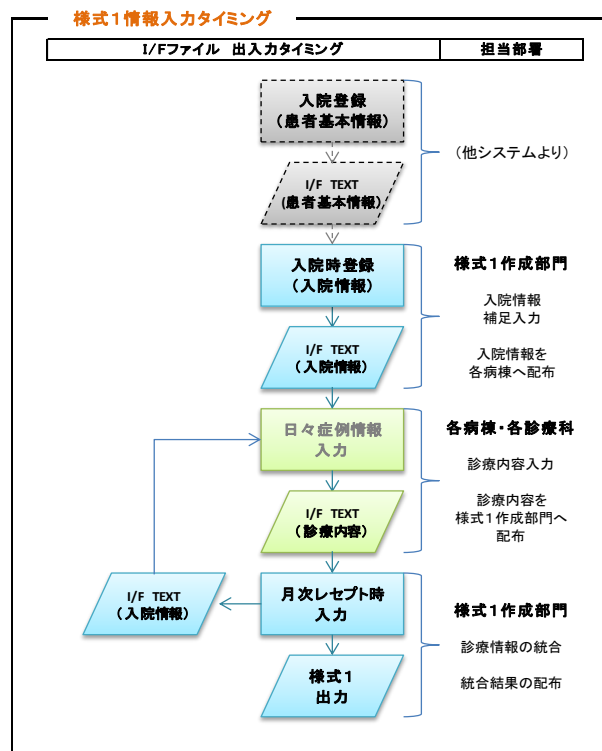 様式１情報入力タイミング
I/Fファイル 出入力タイミング
担当部署
入院登録
(患者基本情報)
(他システムより)
I/F TEXT
(患者基本情報)
入院時登録
(入院情報)
様式１作成部門
入院情報
補足入力
I/F TEXT
(入院情報)
入院情報を
各病棟へ配布
日々症例情報
入力
各病棟・各診療科
診療内容入力
I/F TEXT
(診療内容)
診療内容を
様式１作成部門へ
配布
I/F TEXT
(入院情報)
月次レセプト時
入力
様式１作成部門
診療情報の統合
様式１
出力
統合結果の配布